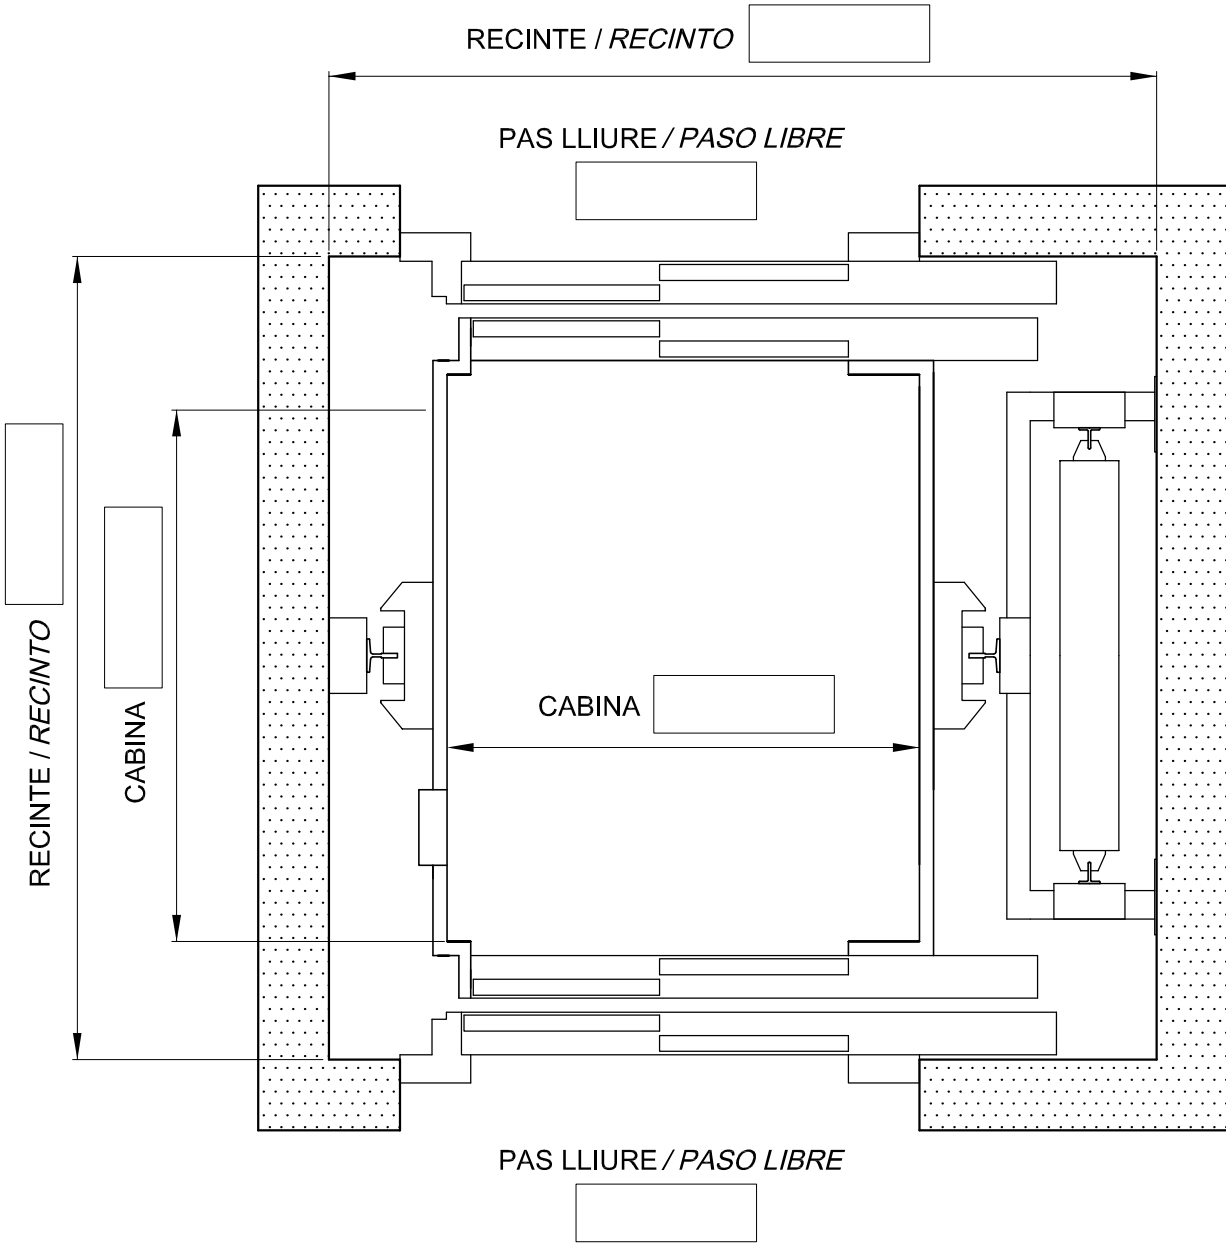 RECINTE / RECINTO
PAS LLIURE / PASO LIBRE
RECINTE / RECINTO
CABINA
CABINA
PAS LLIURE / PASO LIBRE